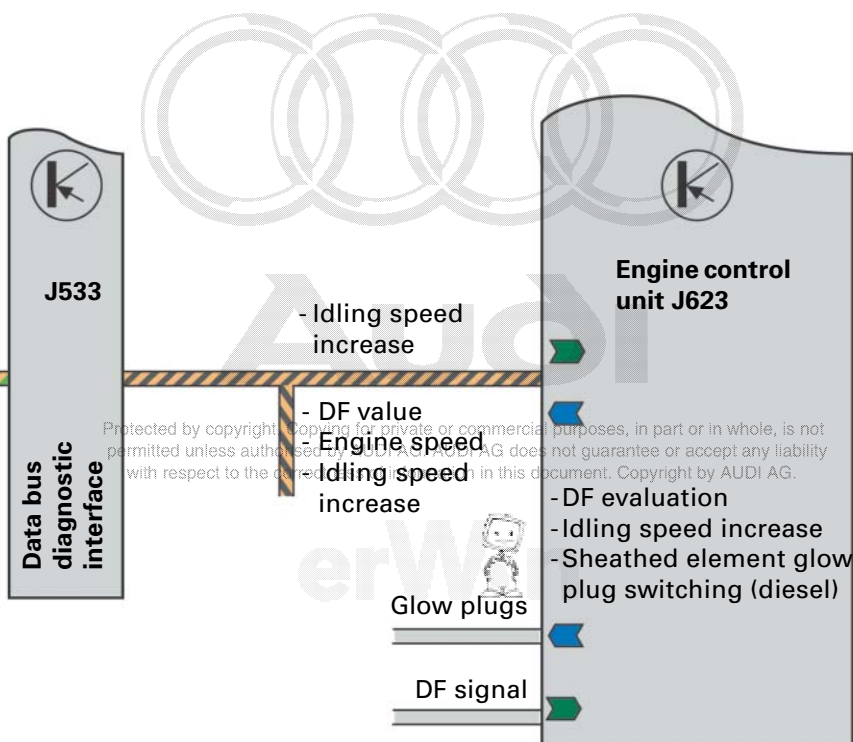 Audi
J533
Data bus
diagnostic
interface
- Idling speed
increase
- DF value
- Engine speed
- Idling speed
increase
Engine control
unit J623
Protected by copyright. Copying for private or commercial purposes, in part or in whole, is not
permitted unless authorised by AUDI AG. AUDI AG does not guarantee or accept any liability
with respect to the correctness of information in this document. Copyright by AUDI AG.
- DF evaluation
- Idling speed increase
- Sheathed element glow
plug switching (diesel)
erWin
Glow plugs
DF signal